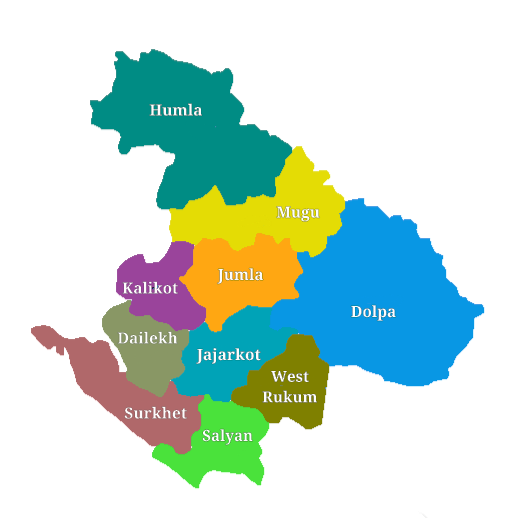 Humla
Mugu
Jumla
Kalikot
Dolpa
Dailekh
Jajarkot
West
Rukum
Surkhet
Salyan